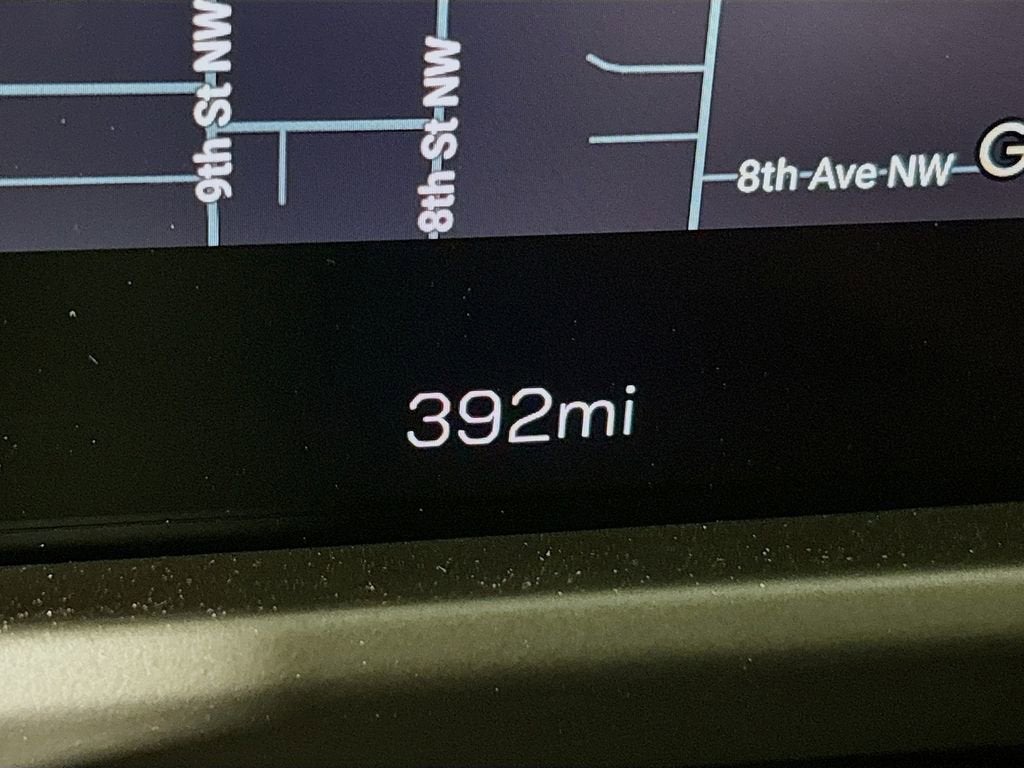 9th St NW
8th St NW
8th Ave NW
G
392mi